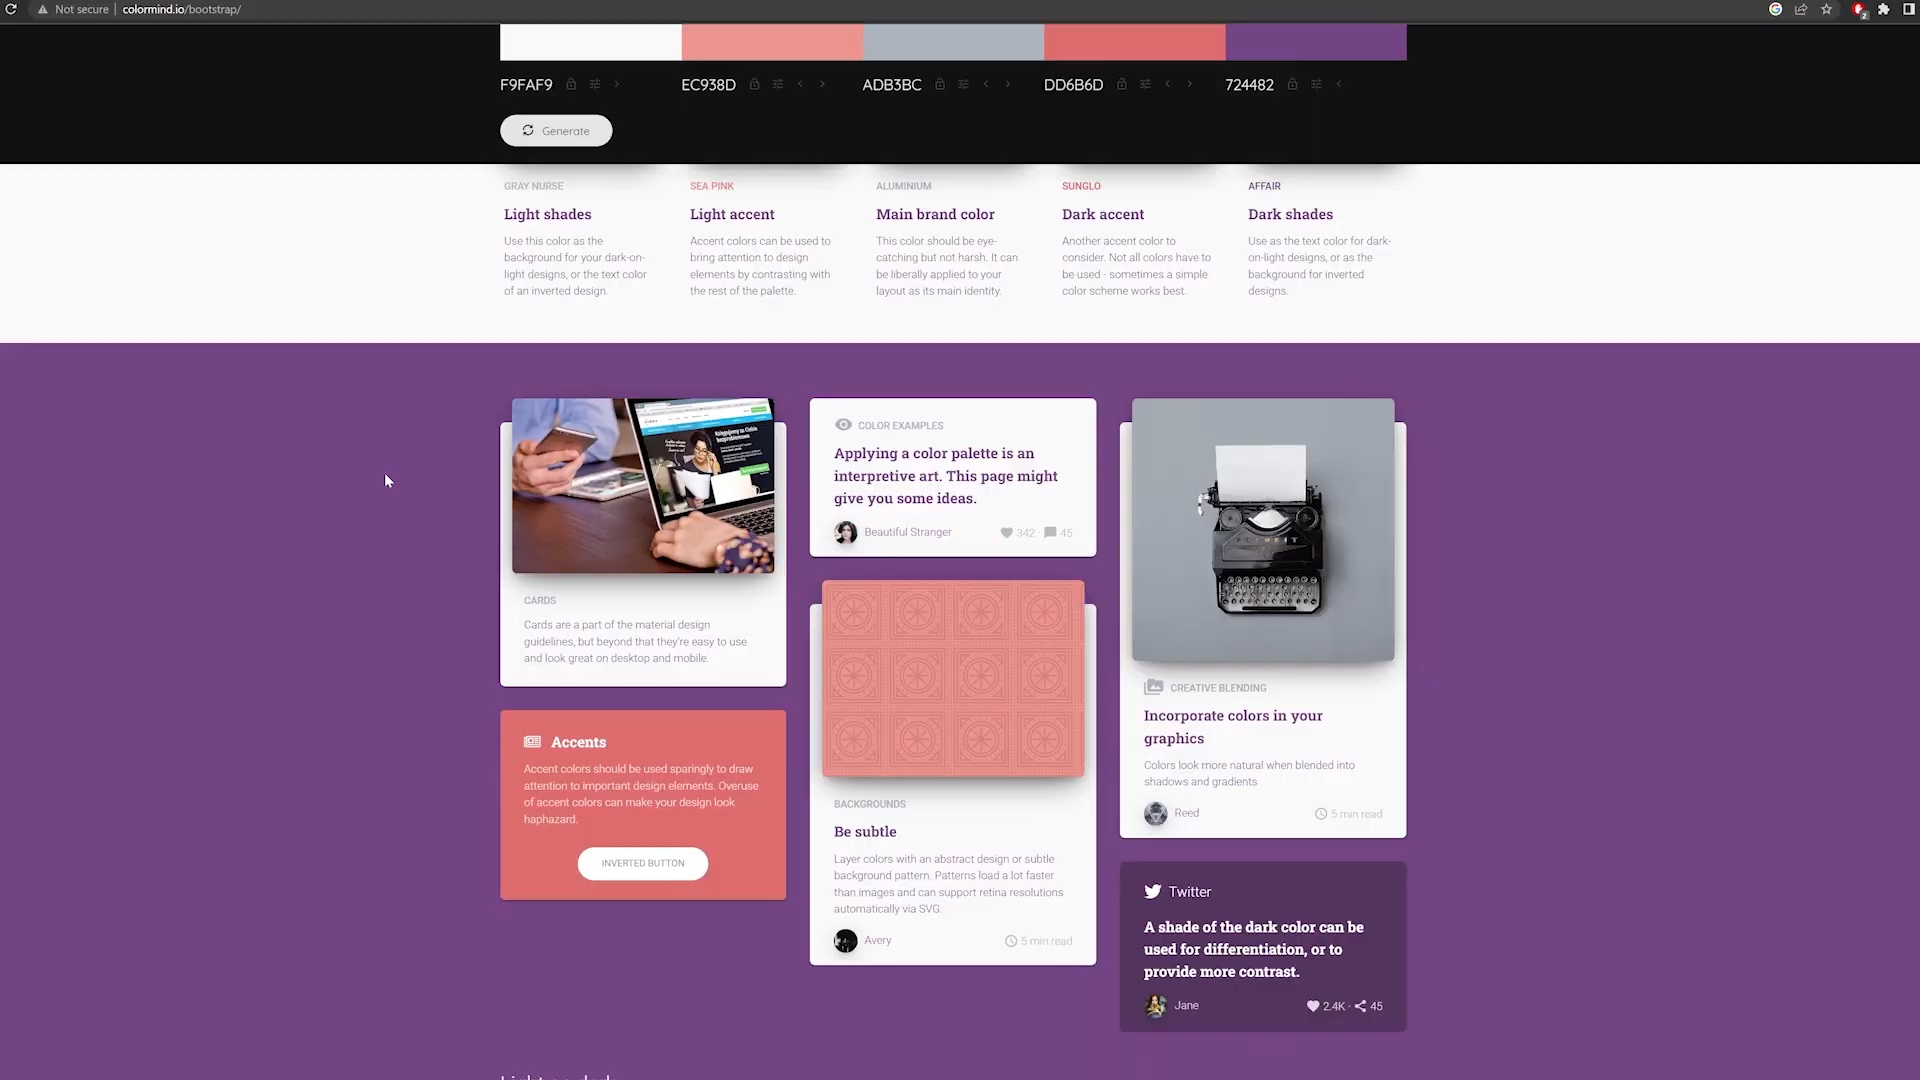 Not secure | colormind.io/bootstrap/
2
F9FAF9
EC938D
ADB3BC
DD6B6D
724482
Generate
GRAY NURSE
Light shades
Use this color as the
background for your dark-on-
light designs, or the text color
of an inverted design.
SEA PINK
Light accent
Accent colors can be used to
bring attention to design
elements by contrasting with
the rest of the palette.
ALUMINIUM
Main brand color
This color should be eye-
catching but not harsh. It can
be liberally applied to your
layout as its main identity.
SUNGLO
Dark accent
Another accent color to
consider. Not all colors have to
be used - sometimes a simple
color scheme works best.
AFFAIR
Dark shades
Use as the text color for dark-
on-light designs, or as the
background for inverted
designs.
CARDS
Cards are a part of the material design
guidelines, but beyond that they're easy to use
and look great on desktop and mobile.
Accents
Accent colors should be used sparingly to draw
attention to important design elements. Overuse
of accent colors can make your design look
haphazard.
INVERTED BUTTON
COLOR EXAMPLES
Applying a color palette is an
interpretive art. This page might
give you some ideas.
Beautiful Stranger
342 · 45
BACKGROUNDS
Be subtle
Layer colors with an abstract design or subtle
background pattern. Patterns load a lot faster
than images and can support retina resolutions
automatically via SVG.
Avery
5 min read
CREATIVE BLENDING
Incorporate colors in your
graphics
Colors look more natural when blended into
shadows and gradients
Reed
5 min read
Twitter
A shade of the dark color can be
used for differentiation, or to
provide more contrast.
Jane
2.4K · 45